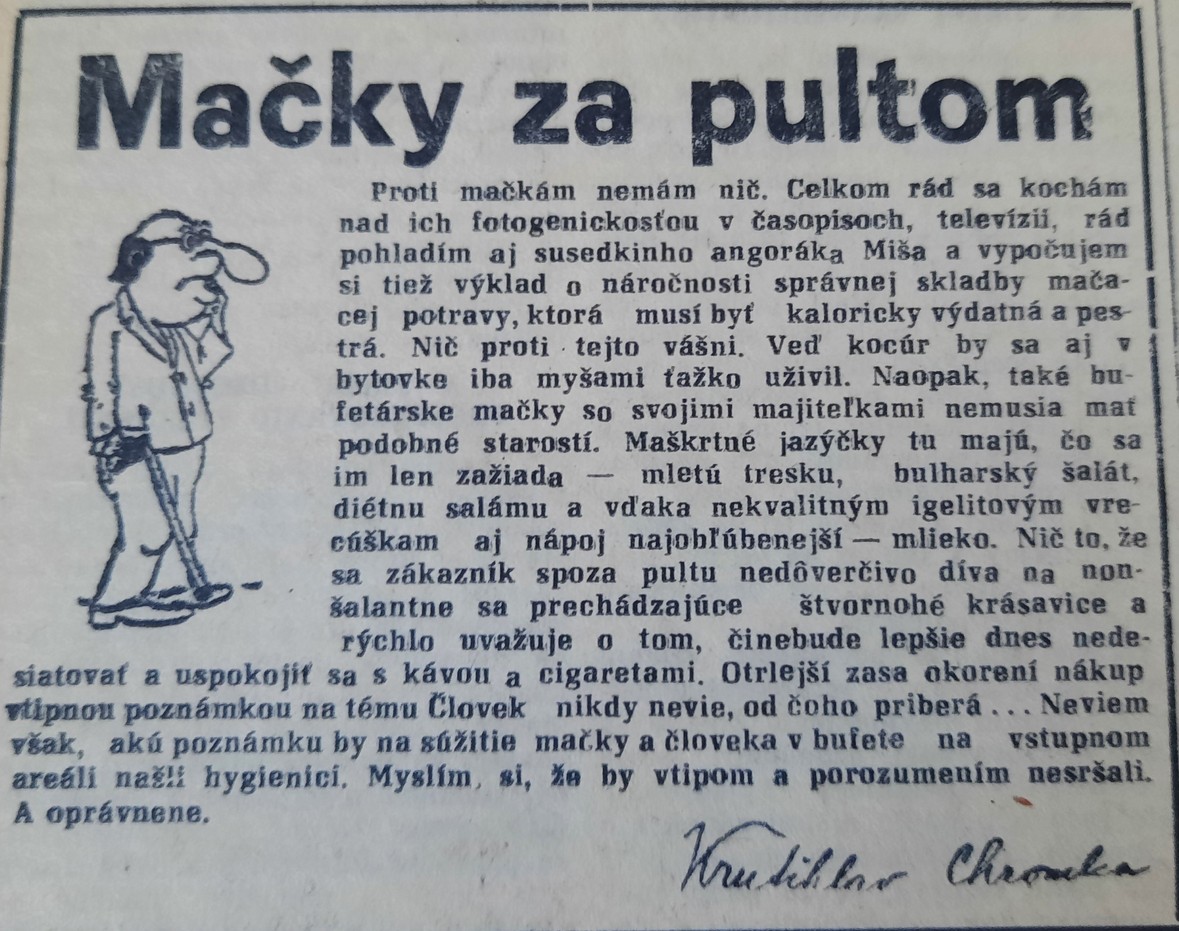 Mačky za pultom
Proti mačkám nemám nič. Celkom rád sa kochám
nad ich fotogenickosťou v časopisoch, televízii, rád
pohladím aj susedkinho angoráka Miša a vypočujem
si tiež výklad o náročnosti správnej skladby mača-
cej potravy, ktorá musí byť kaloricky výdatná a pes-
trá. Nič proti tejto vášni. Veď kocúr by sa aj v
bytovke iba myšami ťažko uživil. Naopak, také bu-
fetárske mačky so svojimi majiteľkami nemusia mať
podobné starostí. Maškrtné jazýčky tu majú, čo sa
im len zažiada — mletú tresku, bulharský šalát,
diétnu salámu a vďaka nekvalitným igelitovým vre-
cúškam aj nápoj najobľúbenejší — mlieko. Nič to, že
sa zákazník spoza pultu nedôverčivo díva na non-
šalantne sa prechádzajúce štvornohé krásavice a
rýchlo uvažuje o tom, činebude lepšie dnes nede-
siatovať a uspokojiť sa s kávou a cigaretami. Otrlejší zasa okorení nákup
vtipnou poznámkou na tému Človek nikdy nevie, od čoho priberá ... Neviem
však, akú poznámku by na súžitie mačky a človeka v bufete na vstupnom
areáli našli hygienici. Myslím, si, že by vtipom a porozumením nesršali.
A oprávnene.
Krutihlav Chromka